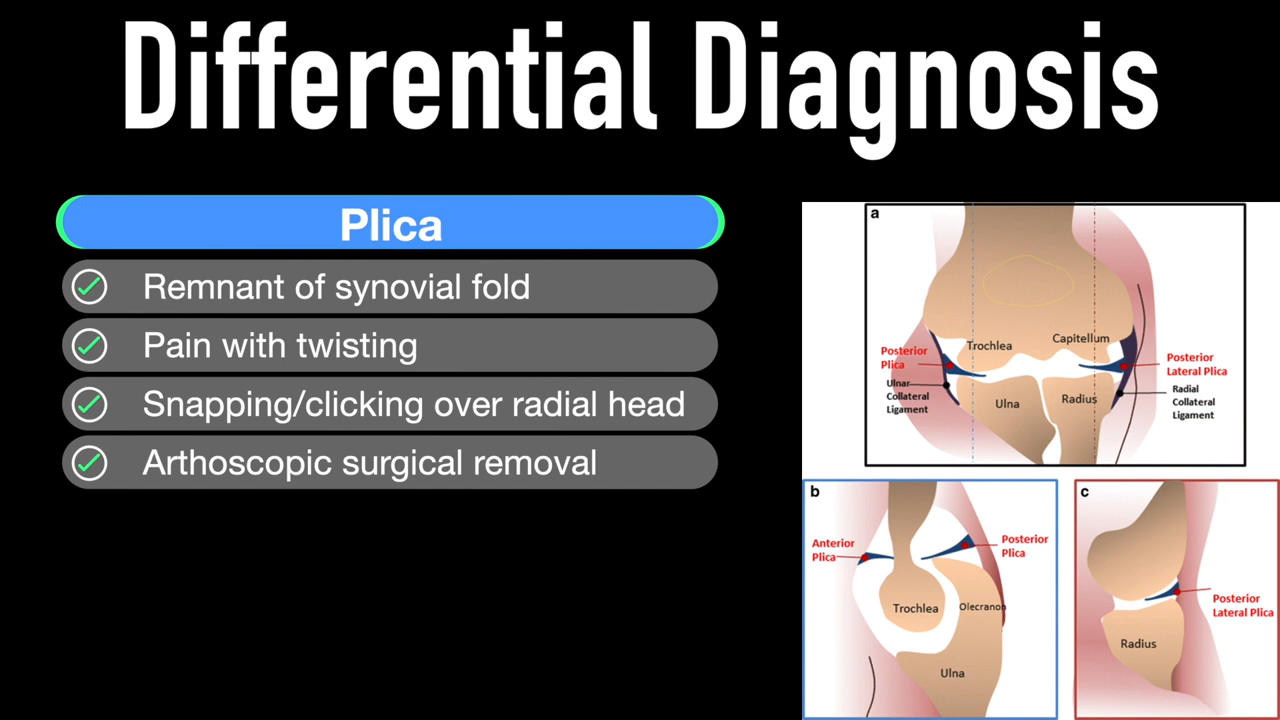 Differential Diagnosis
Plica
Remnant of synovial fold
Pain with twisting
Snapping/clicking over radial head
Arthoscopic surgical removal
a
Trochlea
Capitellum
Posterior
Plica
Ulnar
Collateral
Ligament
Ulna
Radius
Posterior
Lateral Plica
Radial
Collateral
Ligament
b
Anterior
Plica
Posterior
Plica
Trochlea
Olecranon
Ulna
c
Posterior
Lateral Plica
Radius